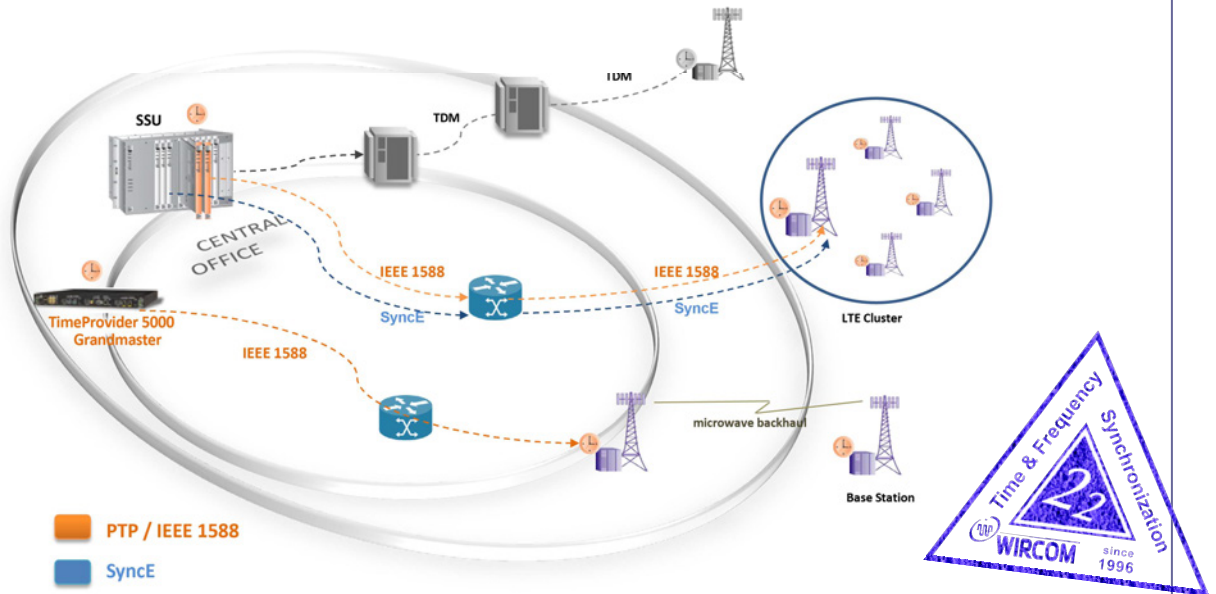 TDM
SSU
TDM
CENTRAL
OFFICE
IEEE 1588
IEEE 1588
SyncE
SyncE
TimeProvider 5000
Grandmaster
IEEE 1588
LTE Cluster
microwave backhaul
Base Station
PTP / IEEE 1588
SyncE
Time & Frequency
Synchronization
22
WIRCOM
since
1996